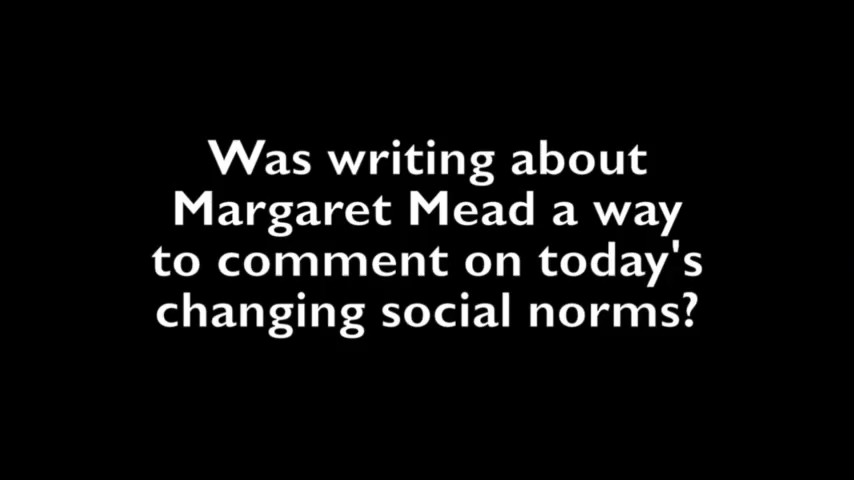 Was writing about
Margaret Mead a way
to comment on today's
changing social norms?